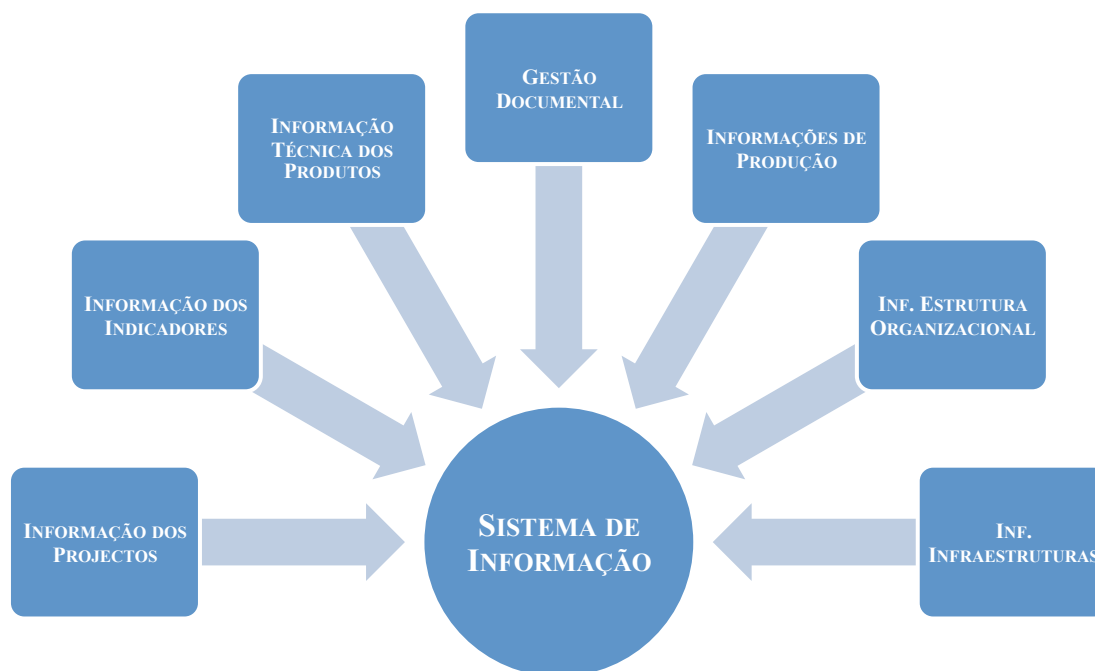 GESTÃO
DOCUMENTAL
INFORMAÇÃO
TÉCNICA DOS
PRODUTOS
INFORMAÇÕES DE
PRODUÇÃO
INFORMAÇÃO DOS
INDICADORES
INF. ESTRUTURA
ORGANIZACIONAL
INFORMAÇÃO DOS
PROJECTOS
SISTEMA DE
INFORMAÇÃO
INF.
INFRAESTRUTURAS